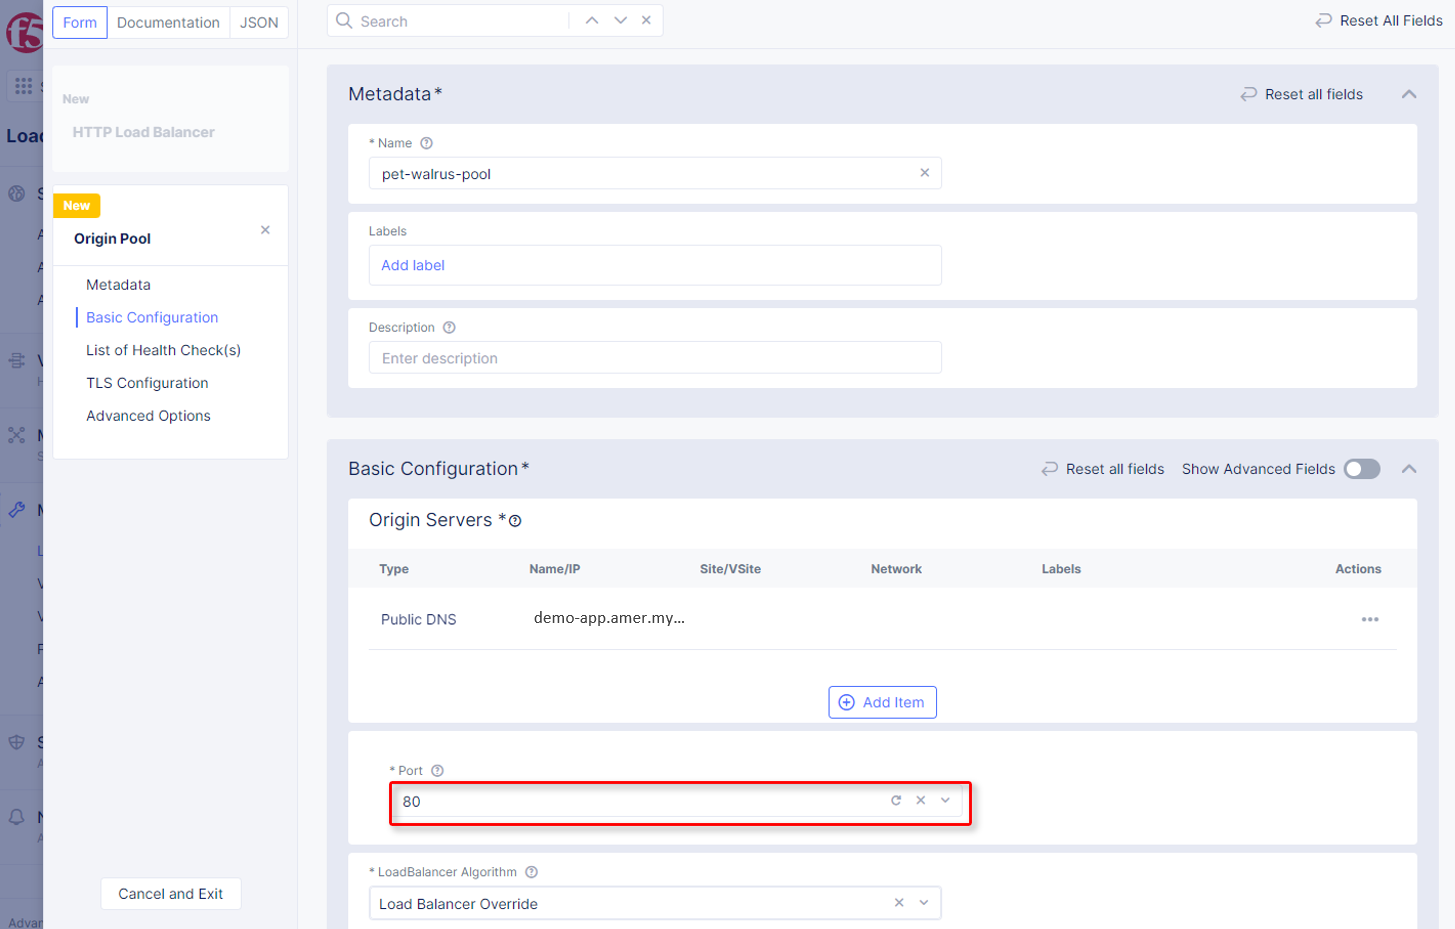 Form Documentation JSON
Search
Reset All Fields
f5
Load
New
HTTP Load Balancer
New
Origin Pool
Metadata
Basic Configuration
List of Health Check(s)
TLS Configuration
Advanced Options
Cancel and Exit
Advan
Metadata* Reset all fields
* Name
pet-walrus-pool
Labels
Add label
Description
Enter description
Basic Configuration* Reset all fields Show Advanced Fields
Origin Servers *
Type Name/IP Site/VSite Network Labels Actions
Public DNS demo-app.amer.my...
Add Item
* Port
80
* LoadBalancer Algorithm
Load Balancer Override